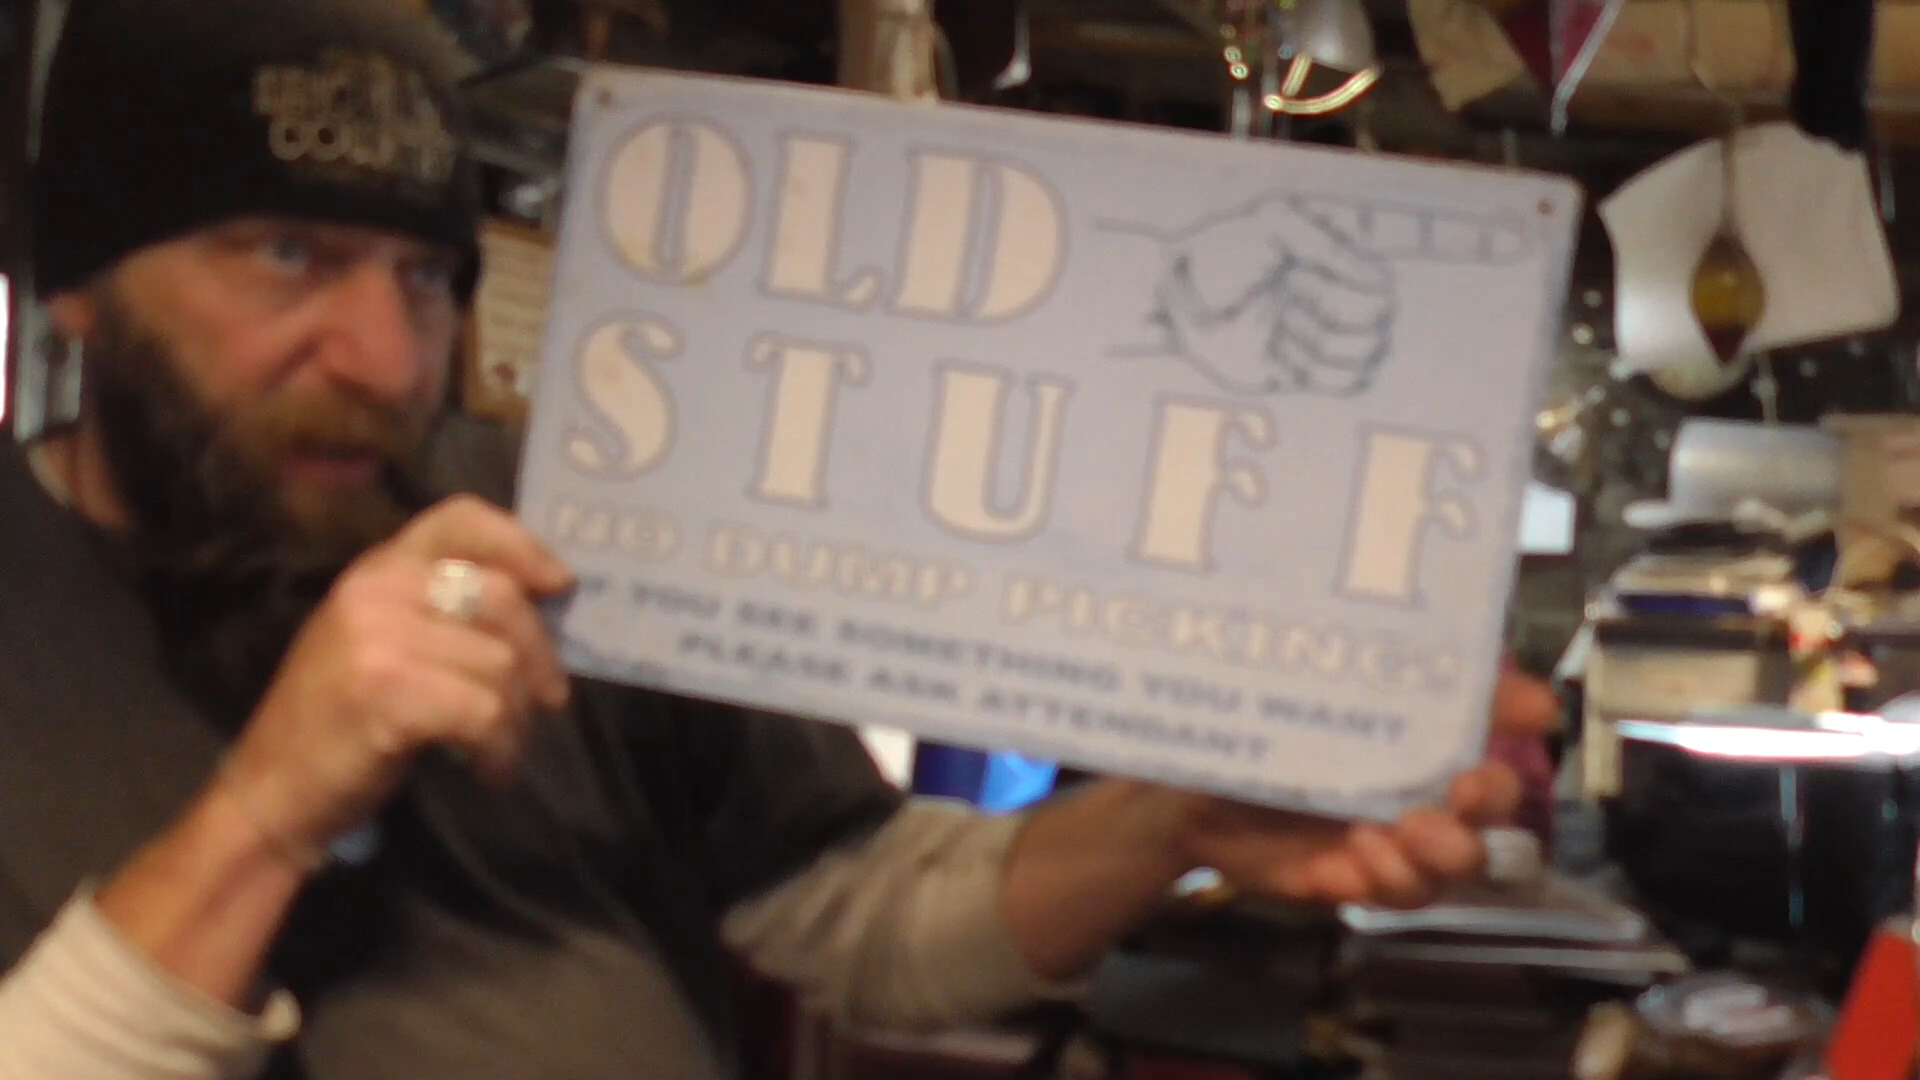 OLD
STUFF
NO DUMP PICKING!
IF YOU SEE SOMETHING YOU WANT
PLEASE ASK ATTENDANT